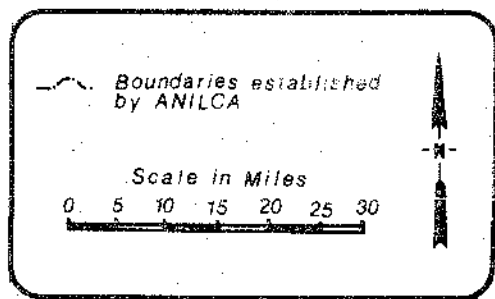 Boundaries established
by ANILCA
Scale in Miles
0 5 10 15 20 25 30
N